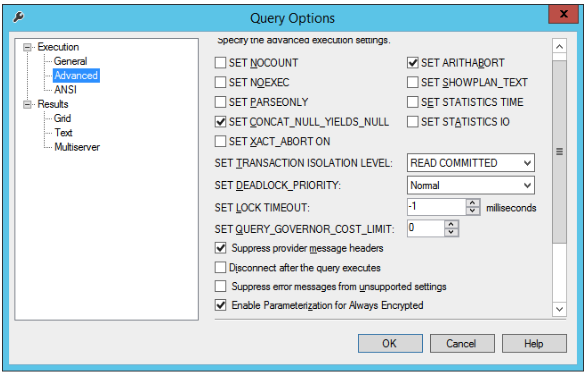 Query Options
x
Execution
General
Advanced
ANSI
Results
Grid
Text
Multiserver
Specify the advanced execution settings.
SET NOCOUNT
SET ARITHABORT
SET NOEXEC
SET SHOWPLAN_TEXT
SET PARSEONLY
SET STATISTICS TIME
SET CONCAT_NULL_YIELDS_NULL
SET STATISTICS IO
SET XACT_ABORT ON
SET TRANSACTION ISOLATION LEVEL: READ COMMITTED
SET DEADLOCK_PRIORITY: Normal
SET LOCK TIMEOUT: -1 milliseconds
SET QUERY_GOVERNOR_COST_LIMIT: 0
Suppress provider message headers
Disconnect after the query executes
Suppress error messages from unsupported settings
Enable Parameterization for Always Encrypted
OK Cancel Help